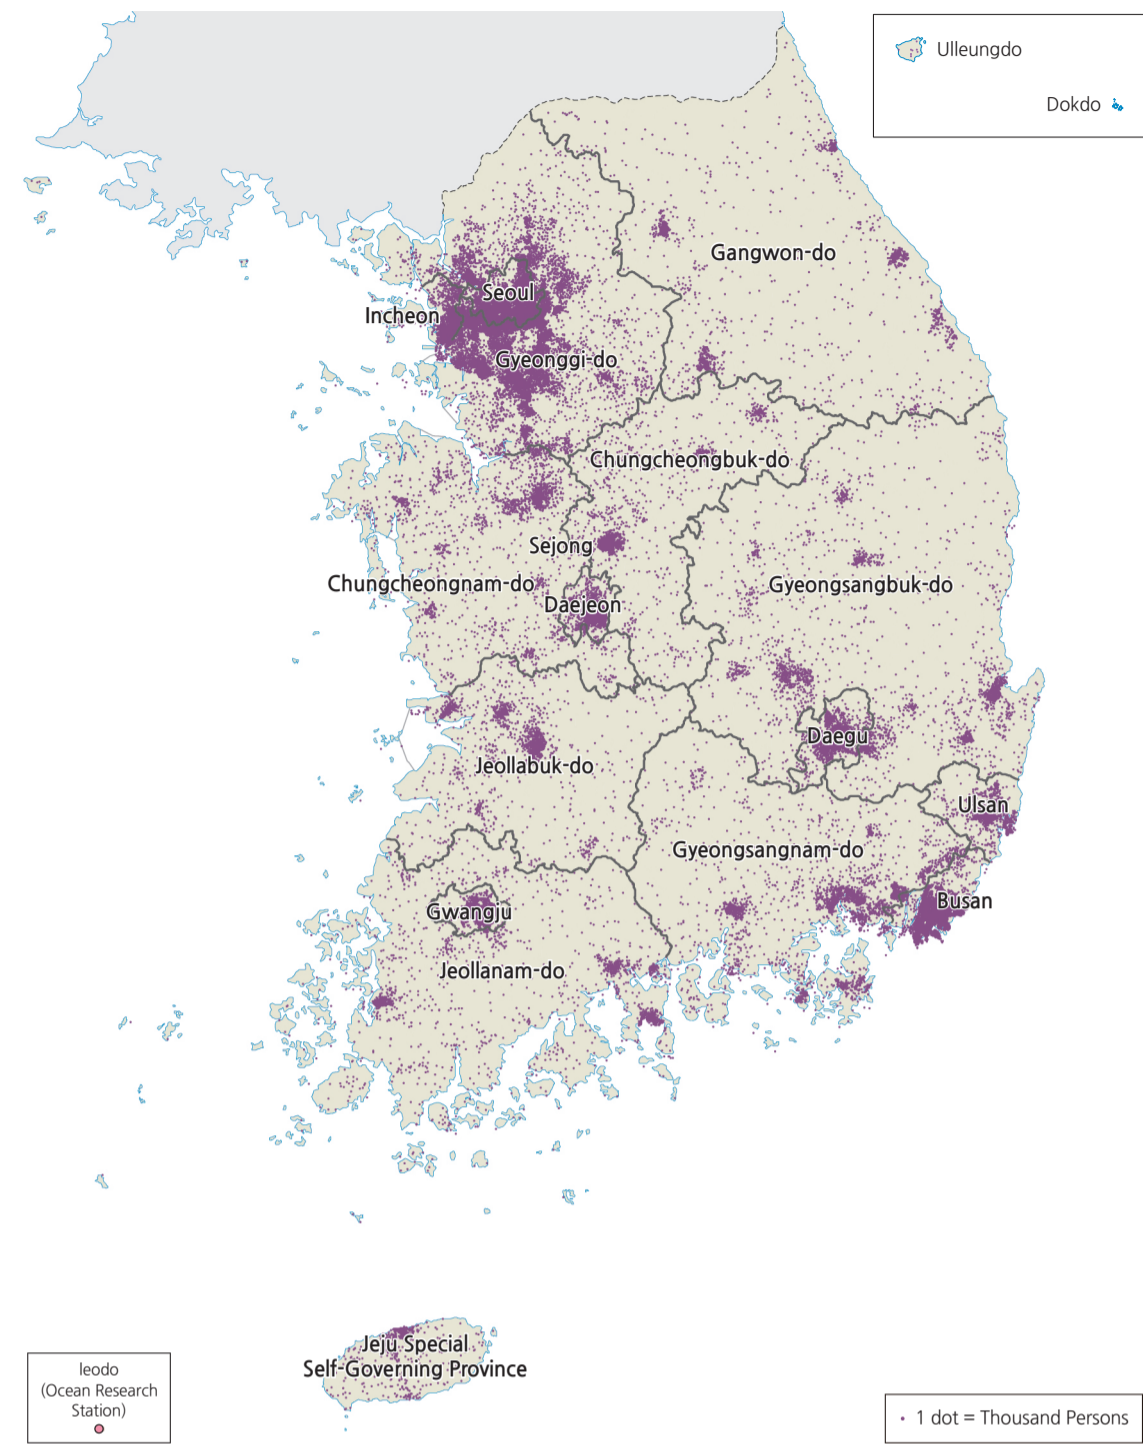 Ulleungdo
Dokdo
Gangwon-do
Seoul
Incheon
Gyeonggi-do
Chungcheongbuk-do
Sejong
Chungcheongnam-do
Gyeongsangbuk-do
Daejeon
Daegu
Jeollabuk-do
Ulsan
Gyeongsangnam-do
Busan
Gwangju
Jeollanam-do
Jeju Special
Self-Governing Province
Ieodo
(Ocean Research
Station)
1 dot = Thousand Persons